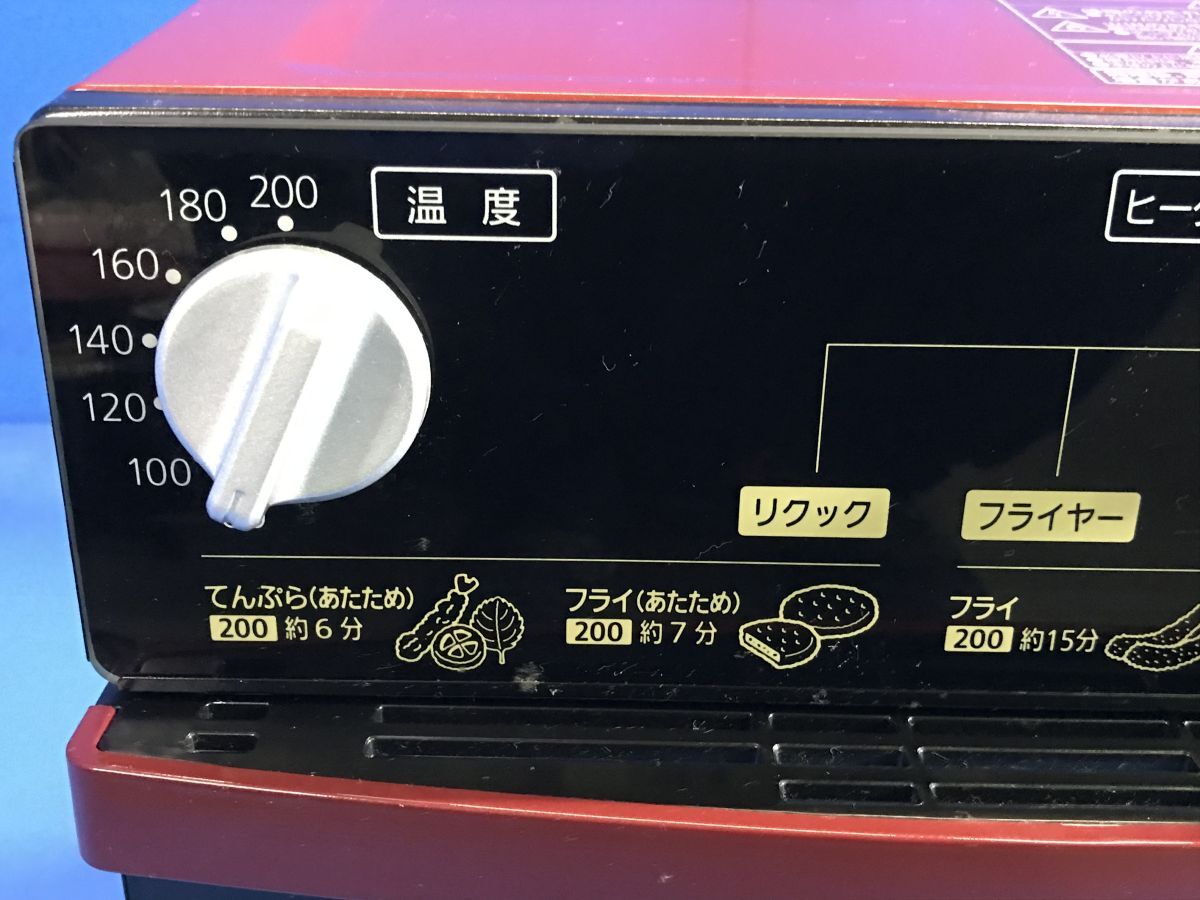 温度
ヒータ
200
180
160
140
120
100
リクック
フライヤー
てんぷら(あたため)
200 約6分
フライ(あたため)
200 約7分
フライ
200 約15分